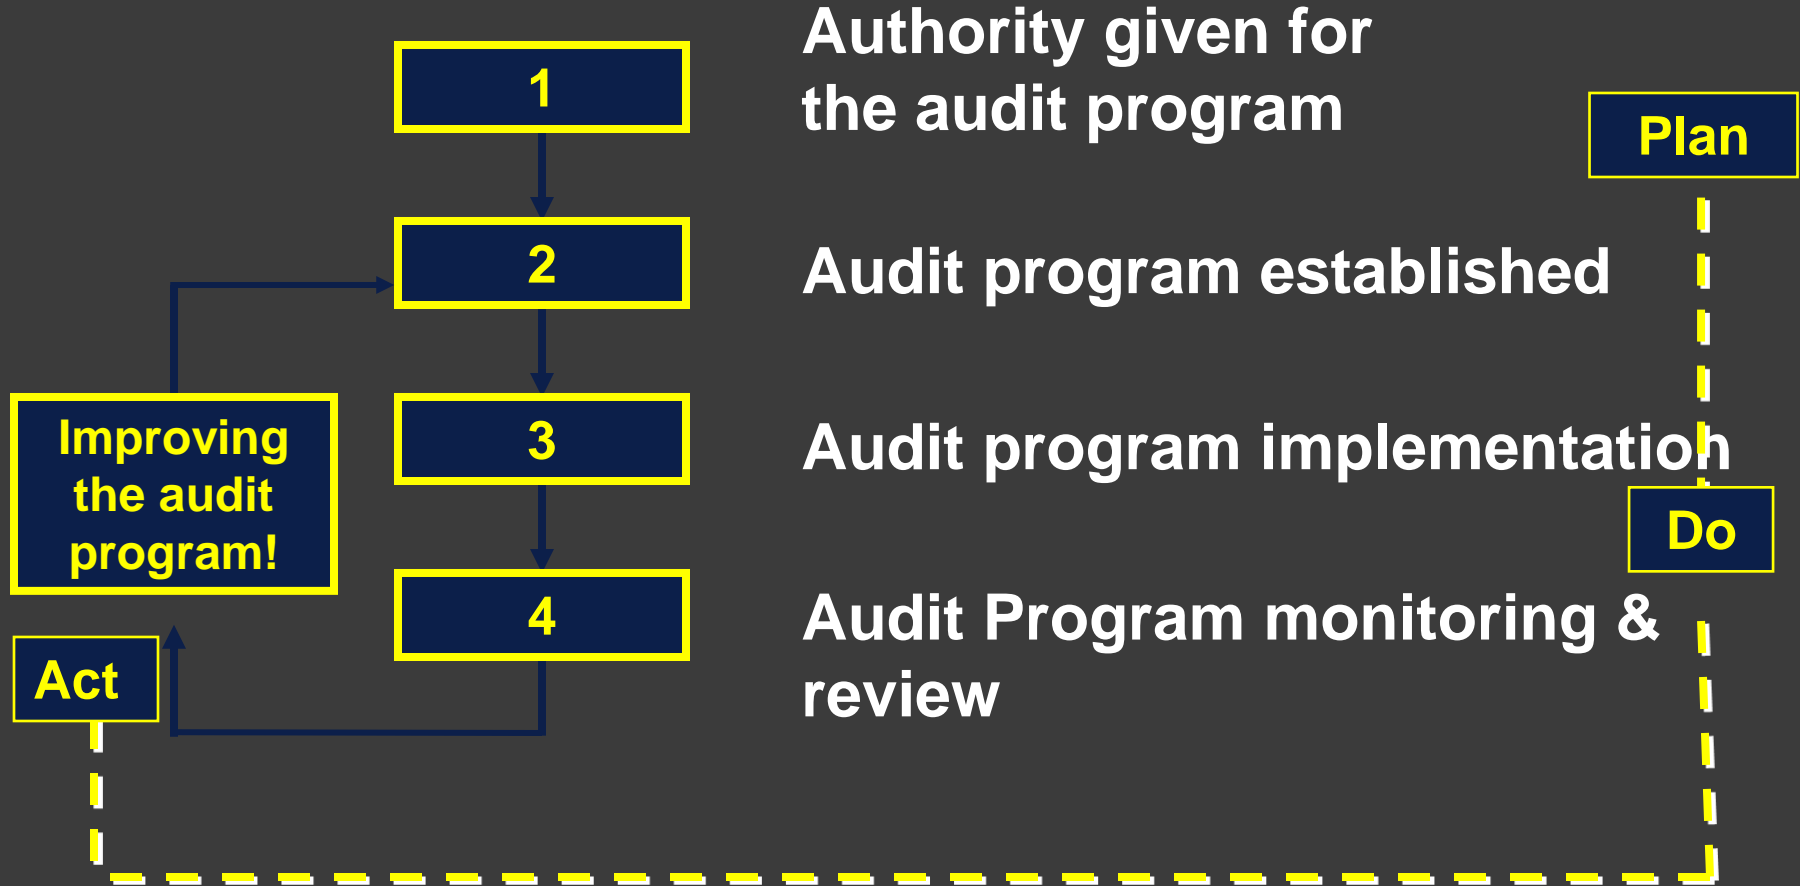 1
Authority given for
the audit program
Plan
2
Audit program established
Improving
the audit
program!
3
Audit program implementation
Do
4
Audit Program monitoring &
review
Act